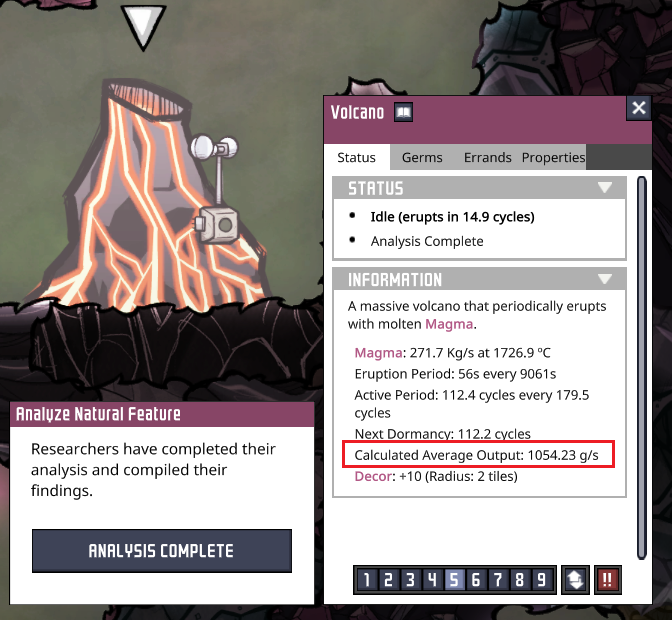 Volcano
Status Germs Errands Properties
STATUS
• Idle (erupts in 14.9 cycles)
• Analysis Complete
INFORMATION
A massive volcano that periodically erupts
with molten Magma.
Magma: 271.7 Kg/s at 1726.9 ºC
Eruption Period: 56s every 9061s
Active Period: 112.4 cycles every 179.5
cycles
Next Dormancy: 112.2 cycles
Calculated Average Output: 1054.23 g/s
Decor: +10 (Radius: 2 tiles)
1 2 3 4 5 6 7 8 9 !!
Analyze Natural Feature
Researchers have completed their
analysis and compiled their
findings.
ANALYSIS COMPLETE